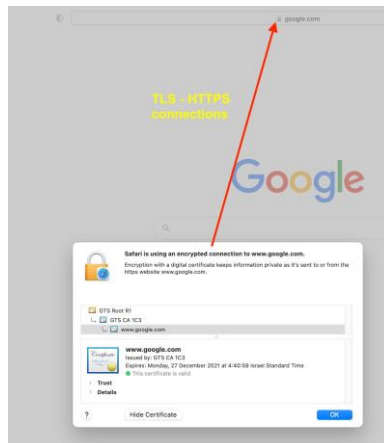 google.com
TLS - HTTPS
connections
Google
Safari is using an encrypted connection to www.google.com.
Encryption with a digital certificate keeps information private as it's sent to or from the
https website www.google.com.
GTS Root R1
GTS CA 1C3
www.google.com
Certificate
www.google.com
Issued by: GTS CA 1C3
Expires: Monday, 27 December 2021 at 4:40:59 Israel Standard Time
This certificate is valid
Trust
Details
?
Hide Certificate
OK